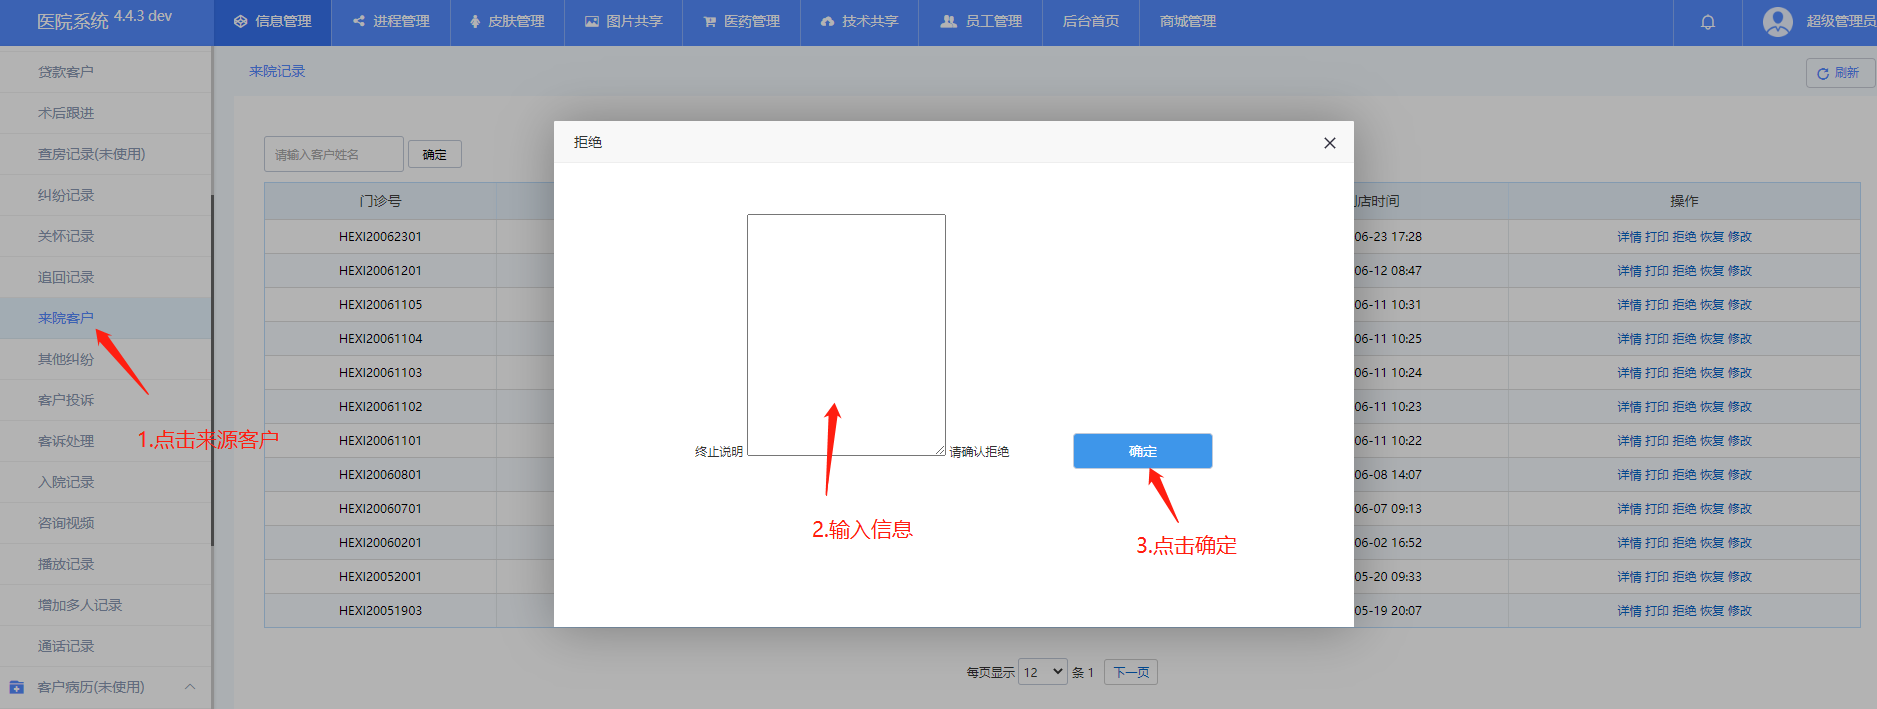 医院系统 4.4.3 dev
信息管理 进程管理 皮肤管理 图片共享 医药管理 技术共享 员工管理 后台首页 商城管理 超级管理员
贷款客户
术后跟进
查房记录(未使用)
纠纷记录
关怀记录
追回记录
来院客户
其他纠纷
客户投诉
客诉处理
入院记录
咨询视频
播放记录
增加多人记录
通话记录
客户病历(未使用)
1.点击来源客户
来院记录
刷新
请输入客户姓名 确定
门诊号 店时间 操作
HEXI20062301 06-23 17:28 详情 打印 拒绝 恢复 修改
HEXI20061201 06-12 08:47 详情 打印 拒绝 恢复 修改
HEXI20061105 06-11 10:31 详情 打印 拒绝 恢复 修改
HEXI20061104 06-11 10:25 详情 打印 拒绝 恢复 修改
HEXI20061103 06-11 10:24 详情 打印 拒绝 恢复 修改
HEXI20061102 06-11 10:23 详情 打印 拒绝 恢复 修改
HEXI20061101 06-11 10:22 详情 打印 拒绝 恢复 修改
HEXI20060801 06-08 14:07 详情 打印 拒绝 恢复 修改
HEXI20060701 06-07 09:13 详情 打印 拒绝 恢复 修改
HEXI20060201 06-02 16:52 详情 打印 拒绝 恢复 修改
HEXI20052001 05-20 09:33 详情 打印 拒绝 恢复 修改
HEXI20051903 05-19 20:07 详情 打印 拒绝 恢复 修改
拒绝
终止说明 请确认拒绝 确定
2.输入信息
3.点击确定
每页显示 12 条 1 下一页